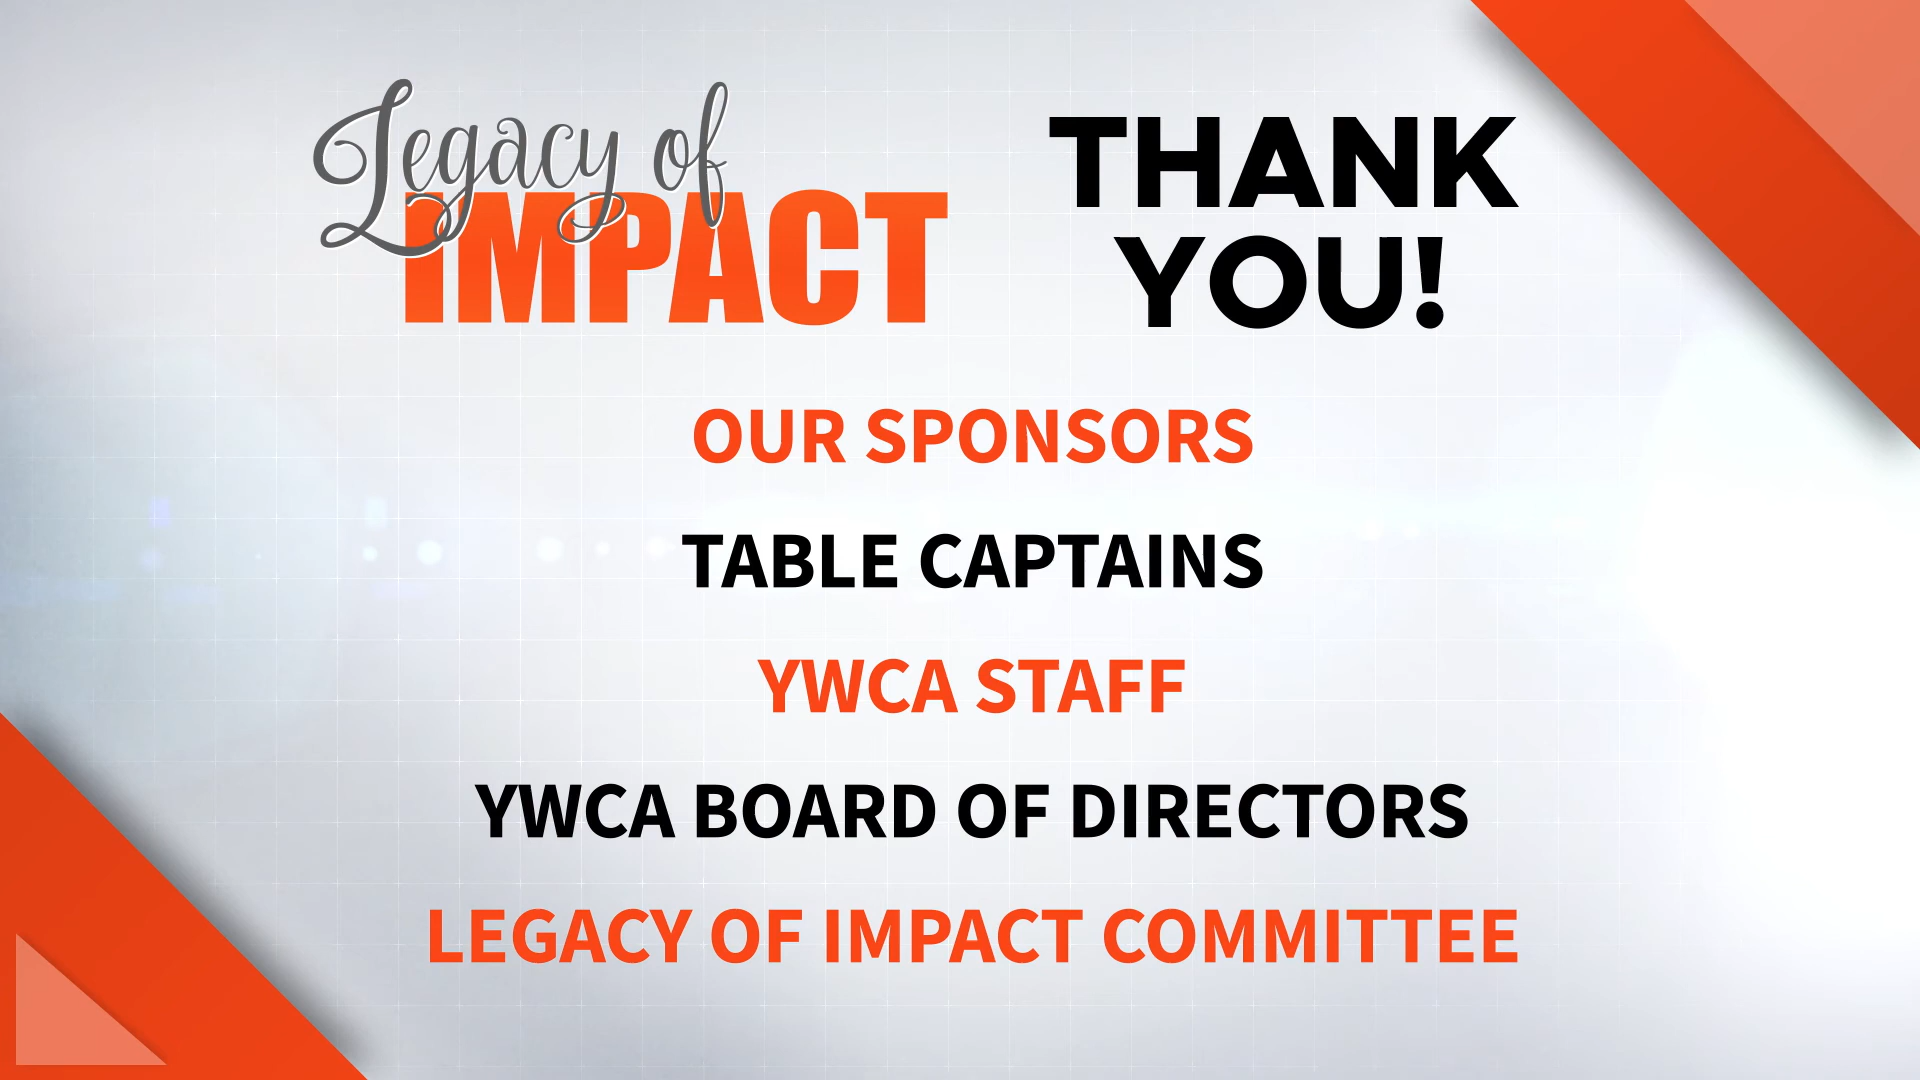 Legacy of
IMPACT
THANK
YOU!
OUR SPONSORS
TABLE CAPTAINS
YWCA STAFF
YWCA BOARD OF DIRECTORS
LEGACY OF IMPACT COMMITTEE